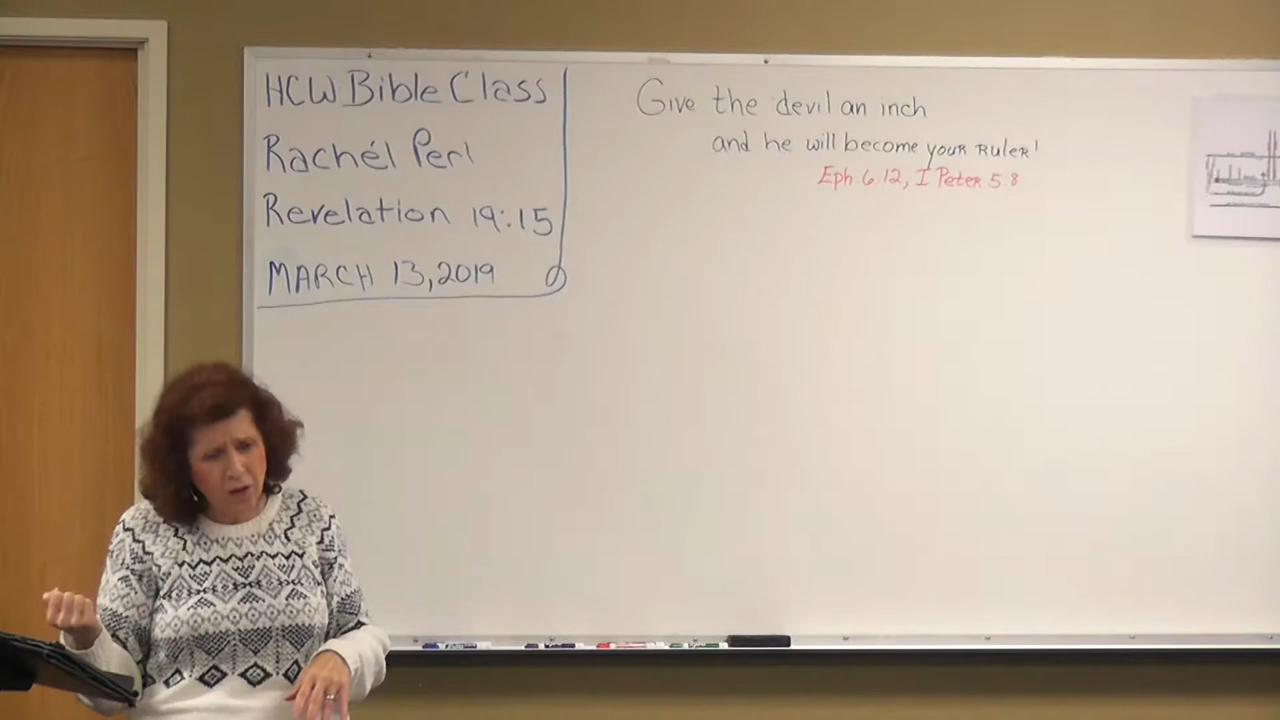 HCW Bible Class
Rachél Perl
Revelation 19:15
MARCH 13, 2019
Give the devil an inch
and he will become your ruler!
Eph 6:12, I Peter 5:8